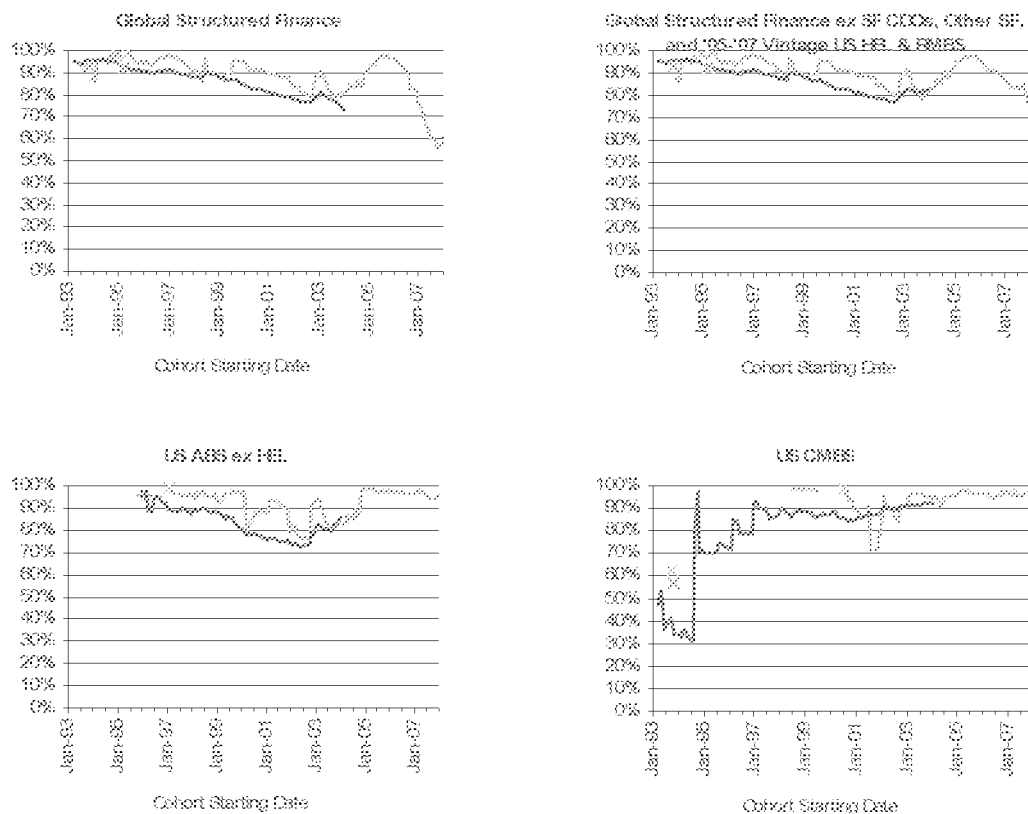 Global Structured Finance
100%
90%
80%
70%
60%
50%
40%
30%
20%
10%
0%
Jan-93
Jan-95
Jan-97
Jan-99
Jan-01
Jan-03
Jan-05
Jan-07
Cohort Starting Date
Global Structured Finance ex SF CDOs, Other SF,
and '05-'07 Vintage US HEL & RMBS
100%
90%
80%
70%
60%
50%
40%
30%
20%
10%
0%
Jan-93
Jan-95
Jan-97
Jan-99
Jan-01
Jan-03
Jan-05
Jan-07
Cohort Starting Date
US ABS ex HEL
100%
90%
80%
70%
60%
50%
40%
30%
20%
10%
0%
Jan-93
Jan-95
Jan-97
Jan-99
Jan-01
Jan-03
Jan-05
Jan-07
Cohort Starting Date
US CMBS
100%
90%
80%
70%
60%
50%
40%
30%
20%
10%
0%
Jan-93
Jan-95
Jan-97
Jan-99
Jan-01
Jan-03
Jan-05
Jan-07
Cohort Starting Date